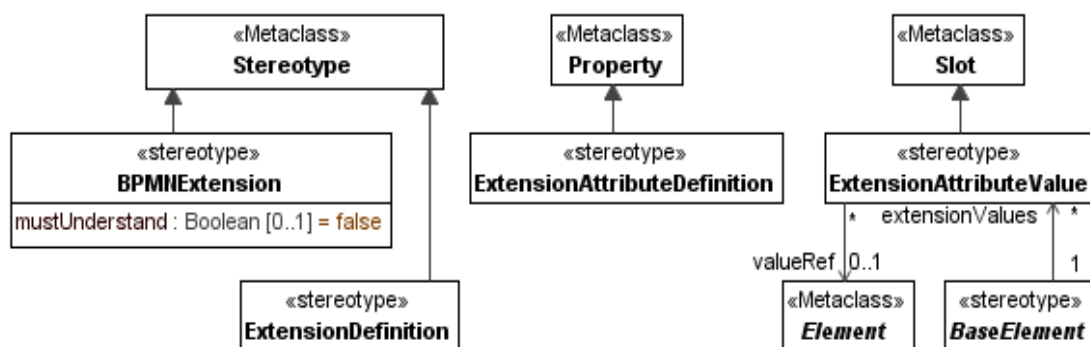 «Metaclass»
Stereotype
«Metaclass»
Property
«Metaclass»
Slot
«stereotype»
BPMNExtension
mustUnderstand : Boolean [0..1] = false
«stereotype»
ExtensionAttributeDefinition
«stereotype»
ExtensionAttributeValue
* extensionValues *
valueRef 0..1 1
«stereotype»
ExtensionDefinition
«Metaclass»
Element
«stereotype»
BaseElement